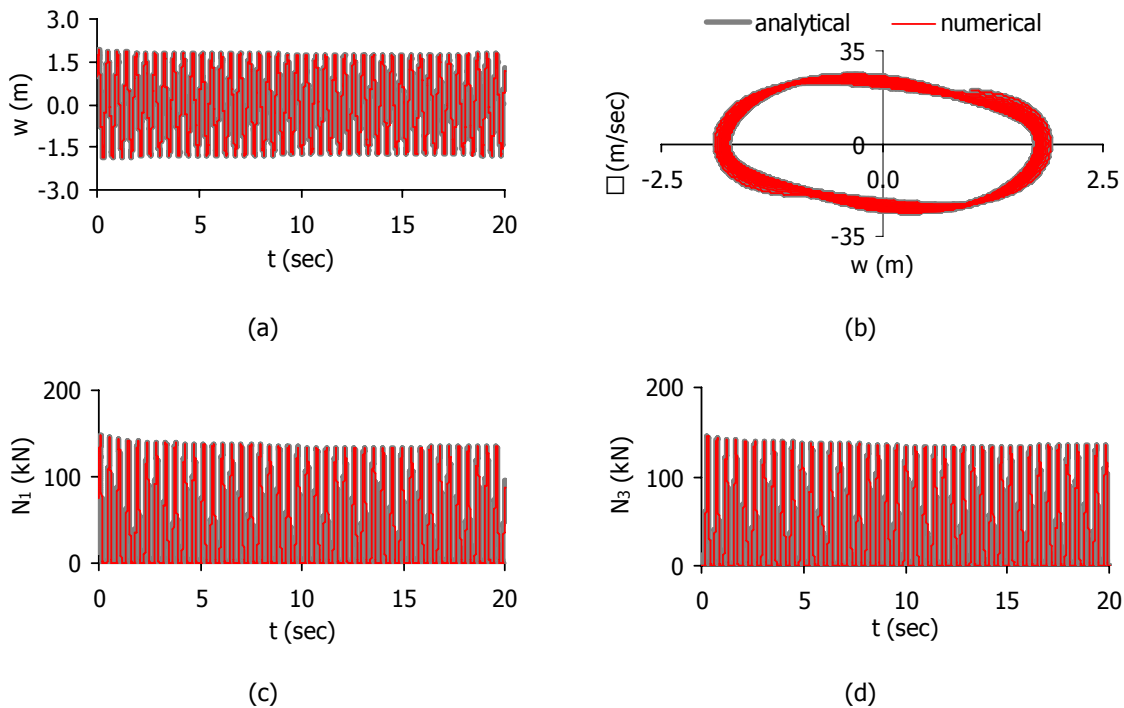 3.0
1.5
0.0
-1.5
-3.0
w (m)
0 5 10 15 20
t (sec)
(a)
analytical numerical
35
0
-35
-2.5 0.0 2.5
□ (m/sec)
w (m)
(b)
200
100
0
N₁ (kN)
0 5 10 15 20
t (sec)
(c)
200
100
0
N₃ (kN)
0 5 10 15 20
t (sec)
(d)